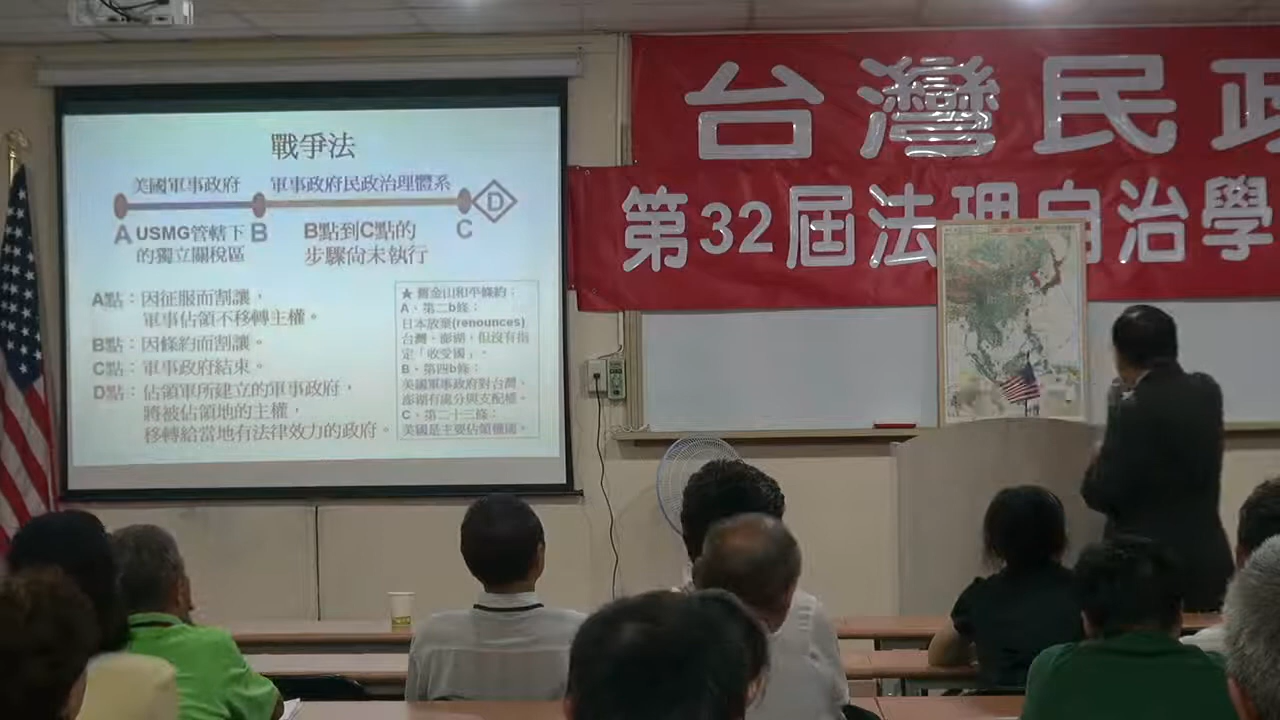 戰爭法
美國軍事政府 軍事政府民政治理體系
A B C D
USMG管轄下
的獨立關稅區
B點到C點的
步驟尚未執行
A點：因征服而割讓，
軍事佔領不移轉主權。
B點：因條約而割讓。
C點：軍事政府結束。
D點：佔領軍所建立的軍事政府，
將被佔領地的主權，
移轉給當地有法律效力的政府。
★ 舊金山和平條約：
A、第二b條：
日本放棄(renounces)
台灣、澎湖，但沒有指
定「收受國」。
B、第四b條：
美國軍事政府對台灣、
澎湖有處分與支配權。
C、第二十三條：
美國是主要佔領權國。
台灣民政
第32屆法理自治學